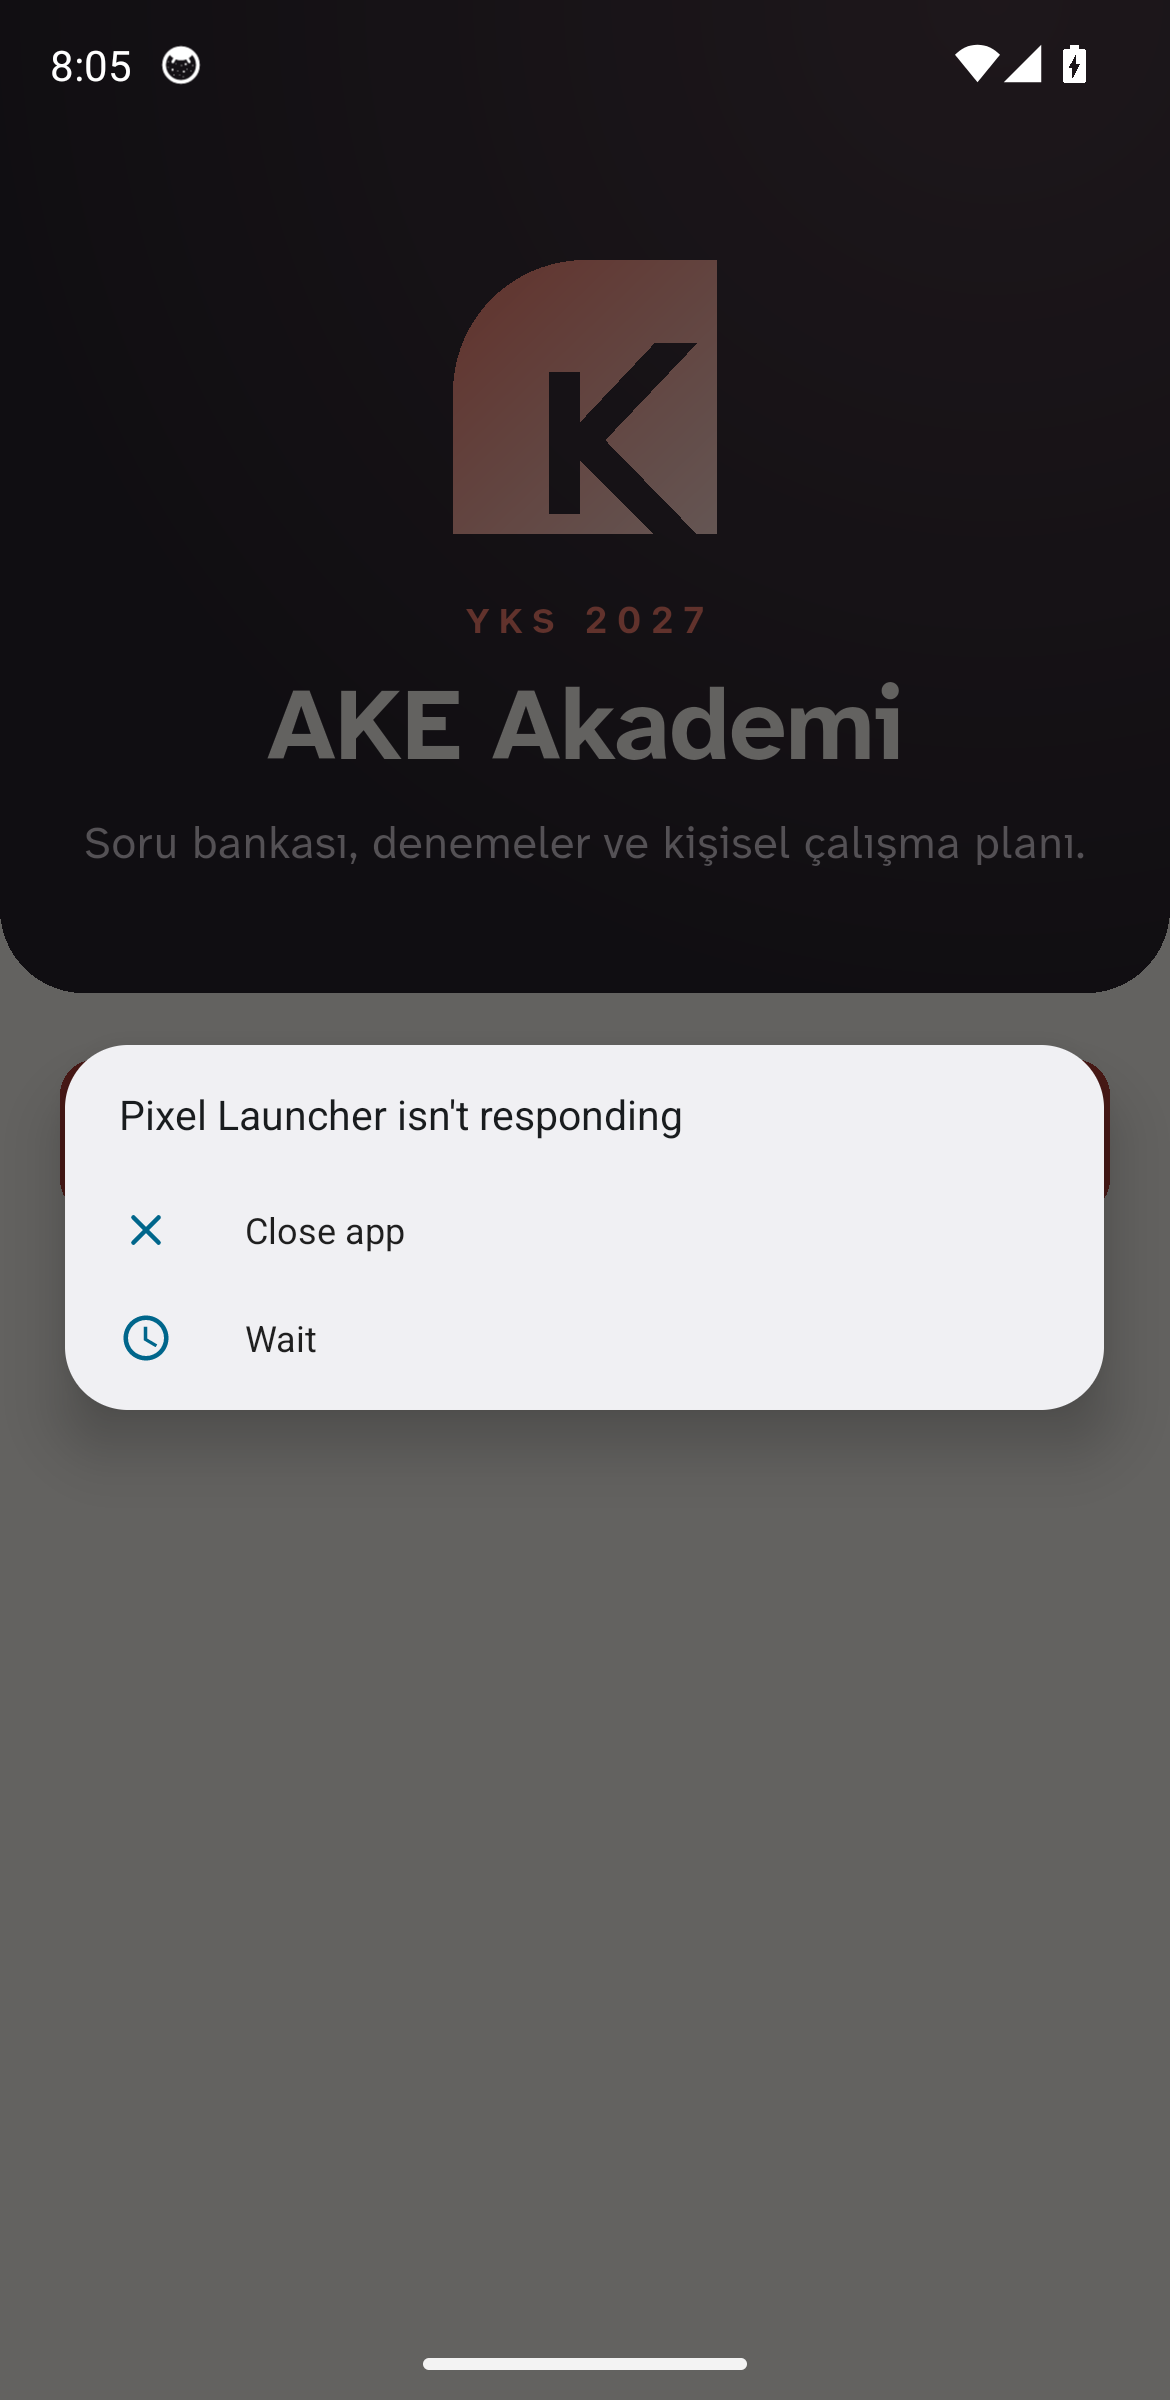 8:05
K
YKS 2027
AKE Akademi
Soru bankası, denemeler ve kişisel çalışma planı.
Pixel Launcher isn't responding
Close app
Wait